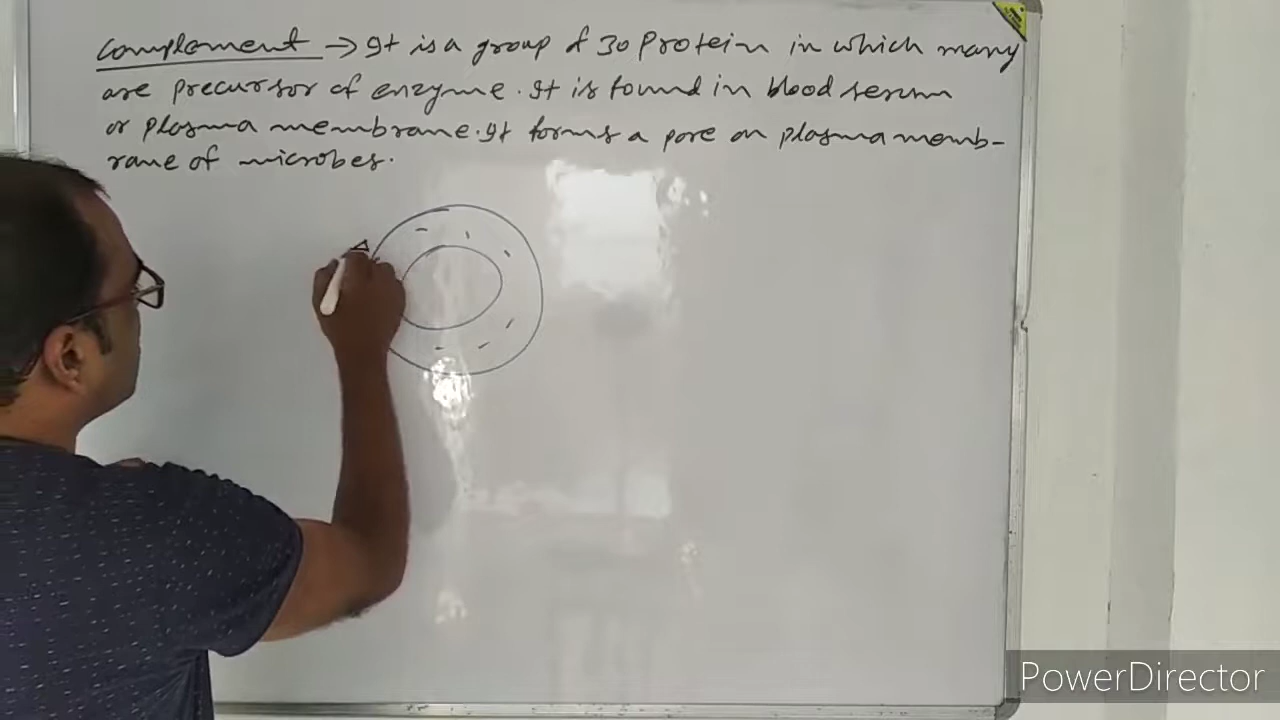 complement → It is a group of 30 Protein in which many
are precursor of enzyme. It is found in blood serum
or plasma membrane. It forms a pore on plasma memb-
rane of microbes.
PowerDirector